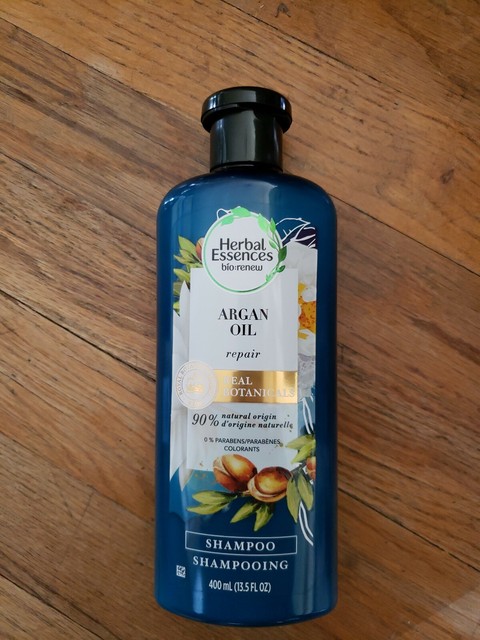 Herbal
Essences
bio:renew
ARGAN
OIL
repair
REAL
BOTANICALS
90% natural origin
d'origine naturelle
0 % PARABENS/PARABÈNES,
COLORANTS
SHAMPOO
SHAMPOOING
400 mL (13.5 FL OZ)